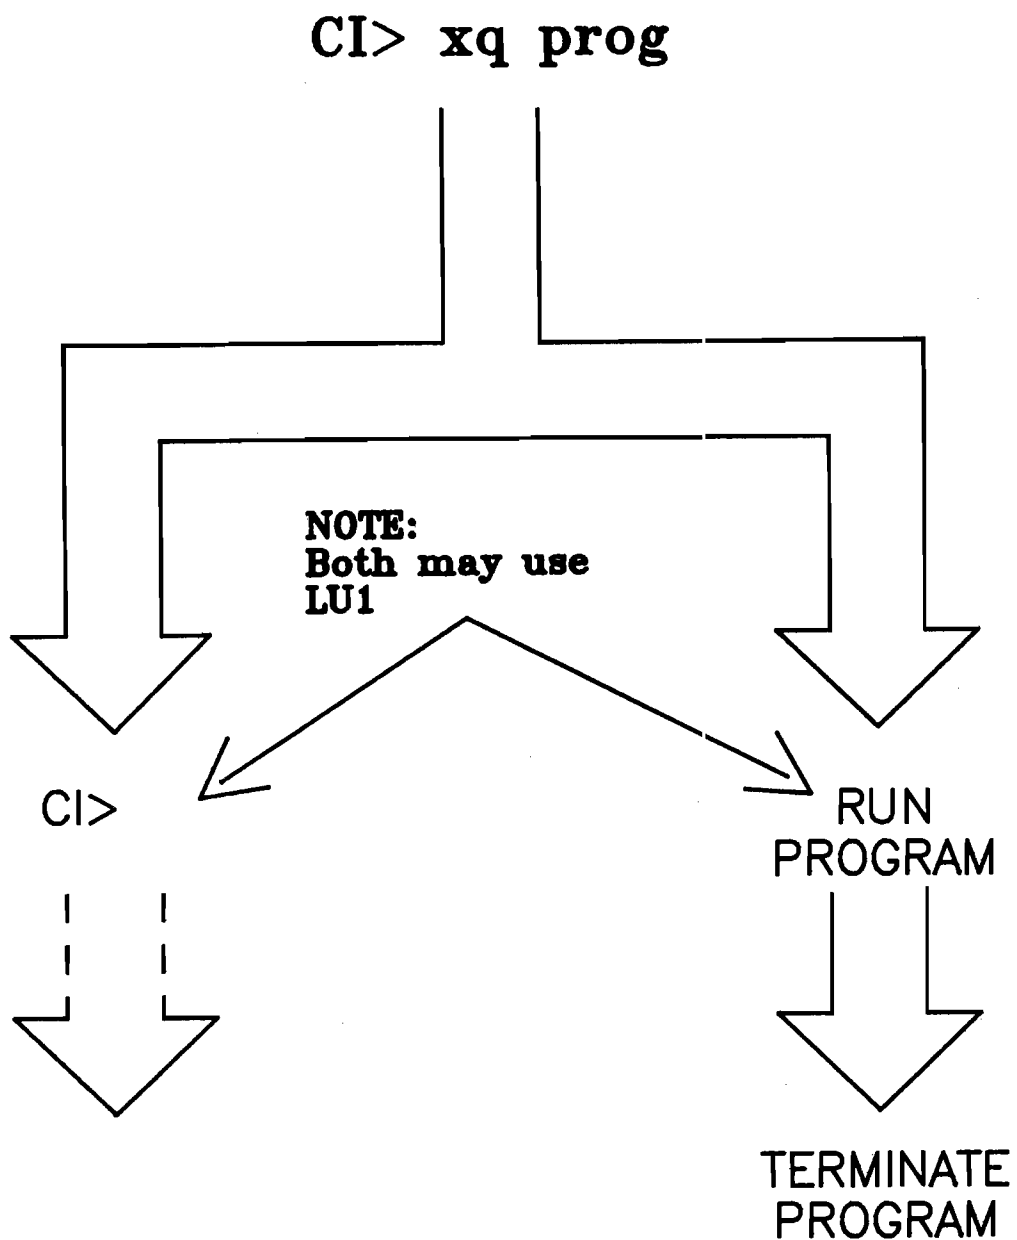 CI> xq prog
NOTE:
Both may use
LU1
CI>
RUN
PROGRAM
TERMINATE
PROGRAM